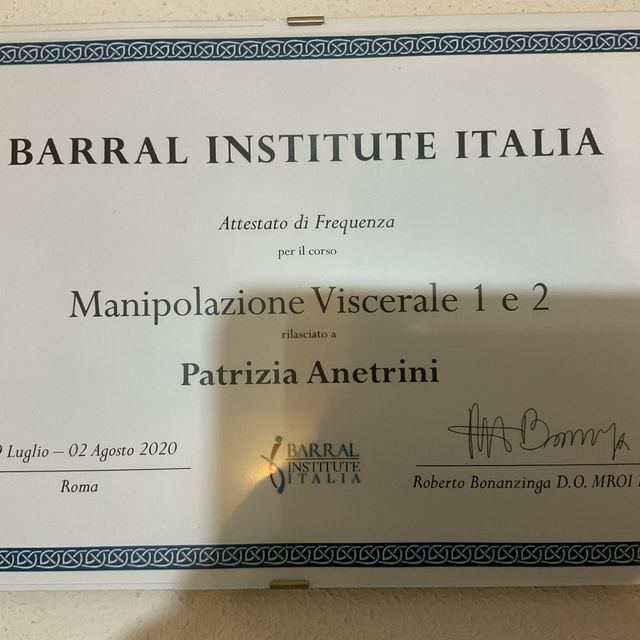 BARRAL INSTITUTE ITALIA
Attestato di Frequenza
per il corso
Manipolazione Viscerale 1 e 2
rilasciato a
Patrizia Anetrini
Luglio – 02 Agosto 2020
Roma
BARRAL
INSTITUTE
ITALIA
Roberto Bonanzinga D.O. MROI